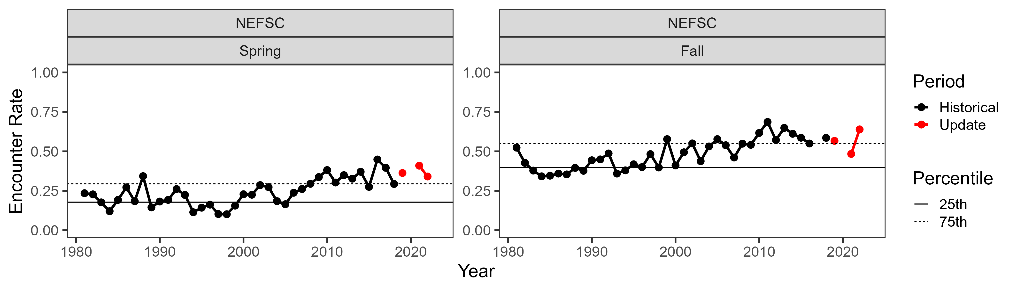 NEFSC
NEFSC
Spring
Fall
Encounter Rate
1.00
0.75
0.50
0.25
0.00
1980
1990
2000
2010
2020
1.00
0.75
0.50
0.25
0.00
1980
1990
2000
2010
2020
Year
Period
Historical
Update
Percentile
25th
75th